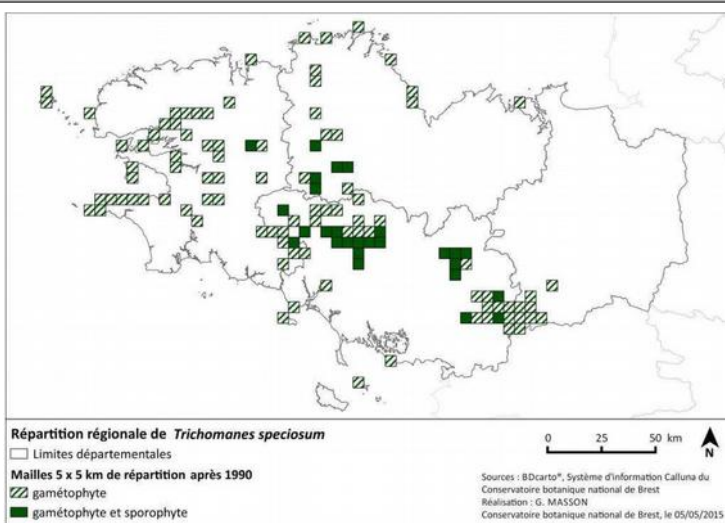 Répartition régionale de Trichomanes speciosum
Limites départementales
Mailles 5 x 5 km de répartition après 1990
gamétophyte
gamétophyte et sporophyte
0 25 50 km
N
Sources : BDcarto®, Système d'information Calluna du
Conservatoire botanique national de Brest
Réalisation : G. MASSON
Conservatoire botanique national de Brest, le 05/05/2015